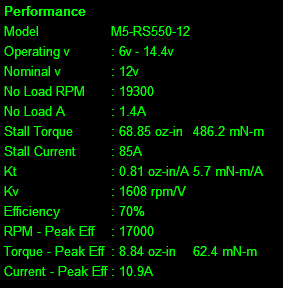 Performance
Model M5-RS550-12
Operating v : 6v - 14.4v
Nominal v : 12v
No Load RPM : 19300
No Load A : 1.4A
Stall Torque : 68.85 oz-in 486.2 mN-m
Stall Current : 85A
Kt : 0.81 oz-in/A 5.7 mN-m/A
Kv : 1608 rpm/V
Efficiency : 70%
RPM - Peak Eff : 17000
Torque - Peak Eff : 8.84 oz-in 62.4 mN-m
Current - Peak Eff : 10.9A